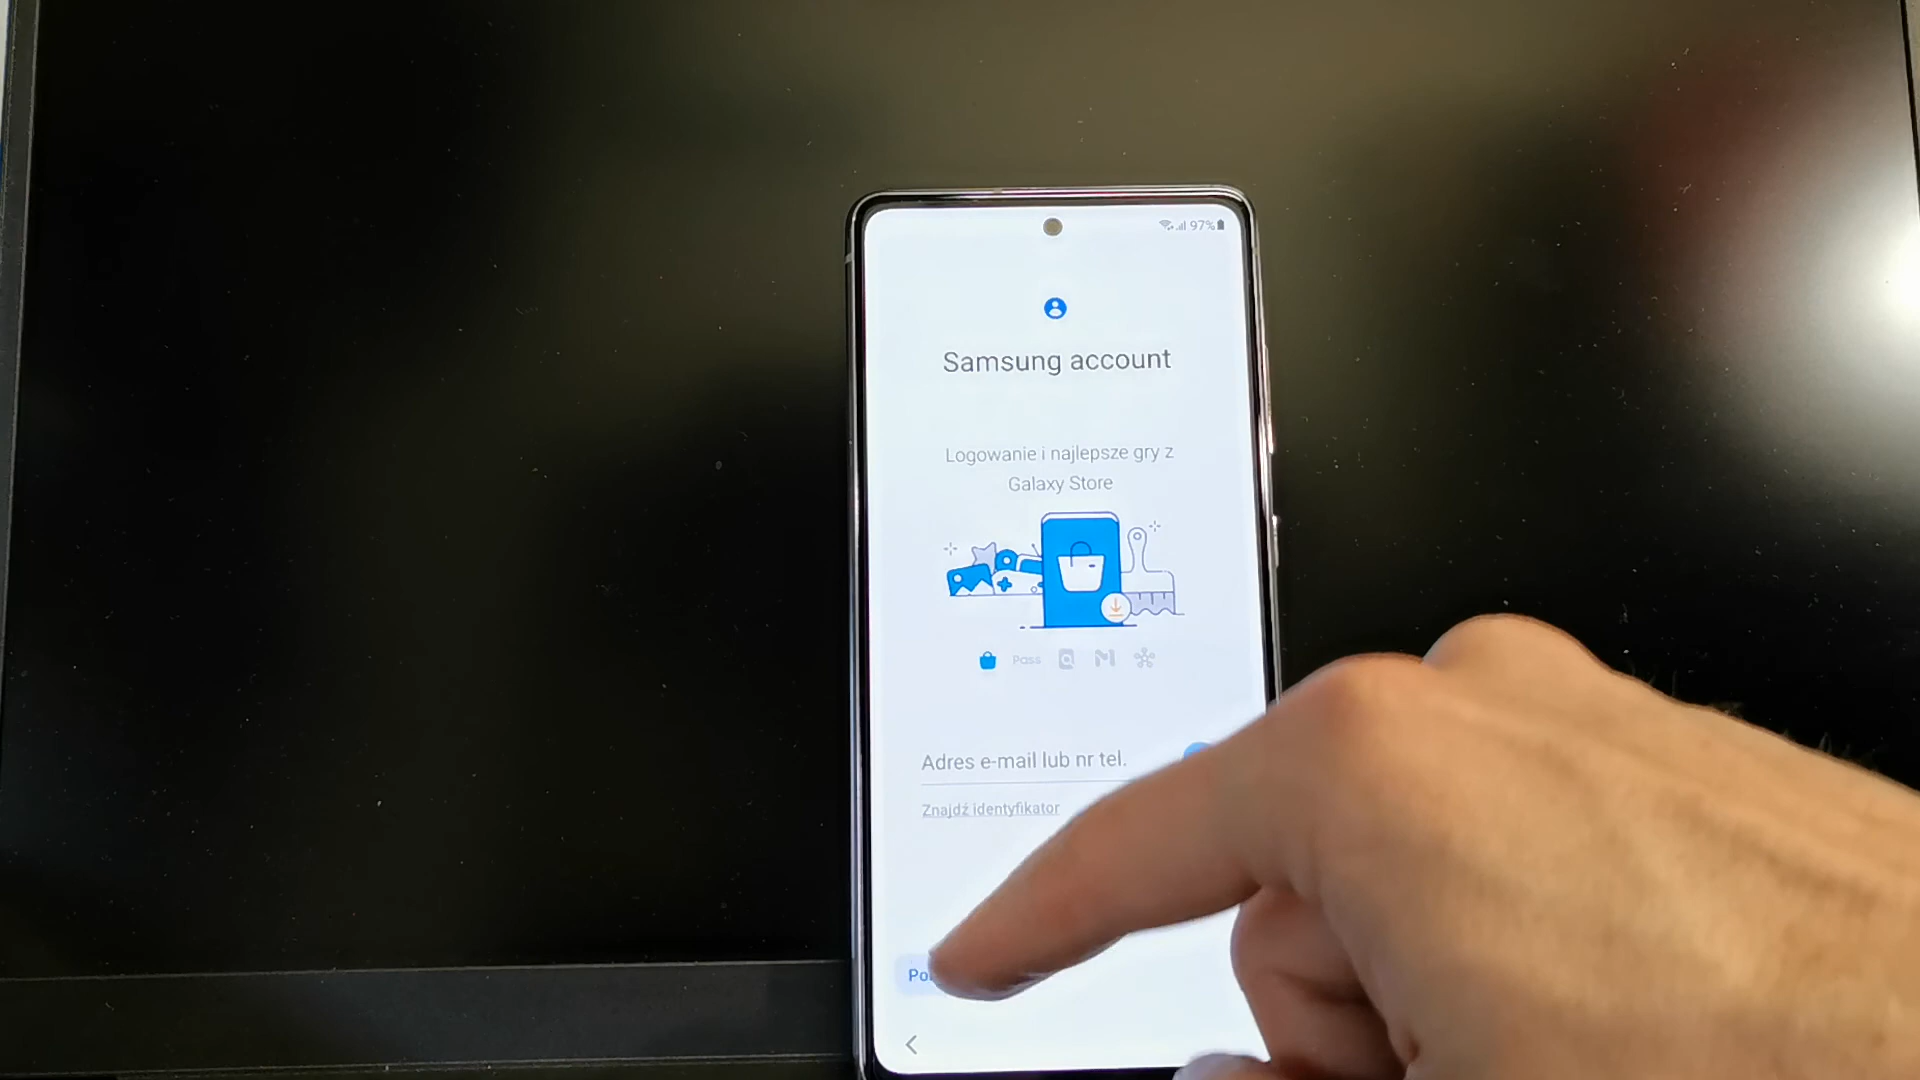 97%
Samsung account
Logowanie i najlepsze gry z
Galaxy Store
Pass
Adres e-mail lub nr tel.
Znajdź identyfikator